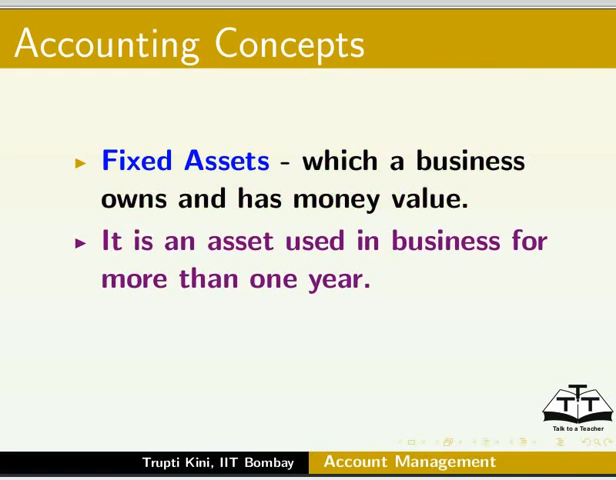 Accounting Concepts
Fixed Assets - which a business
owns and has money value.
It is an asset used in business for
more than one year.
TTT
Talk to a Teacher
Trupti Kini, IIT Bombay Account Management